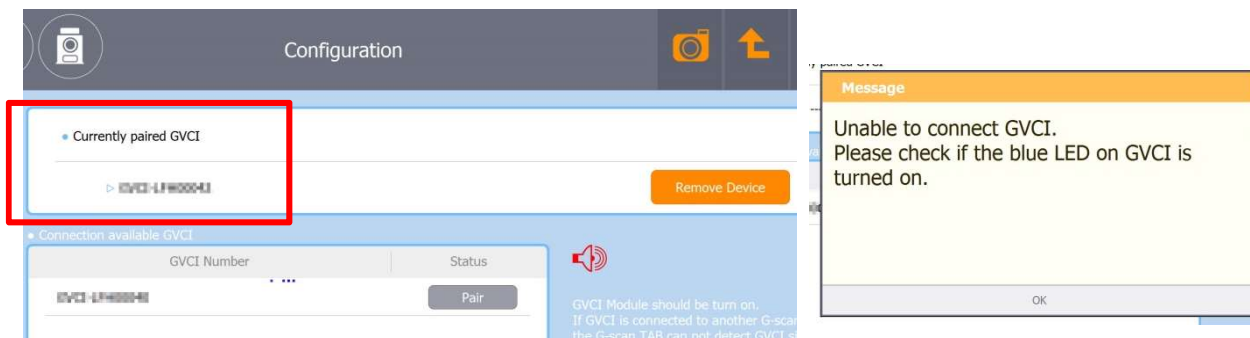 Configuration
Currently paired GVCI
Remove Device
Connection available GVCI
GVCI Number Status
Pair
GVCI Module should be turn on.
If GVCI is connected to another G-scan
the G-scan TAB can not detect GVCI
Message
Unable to connect GVCI.
Please check if the blue LED on GVCI is
turned on.
OK